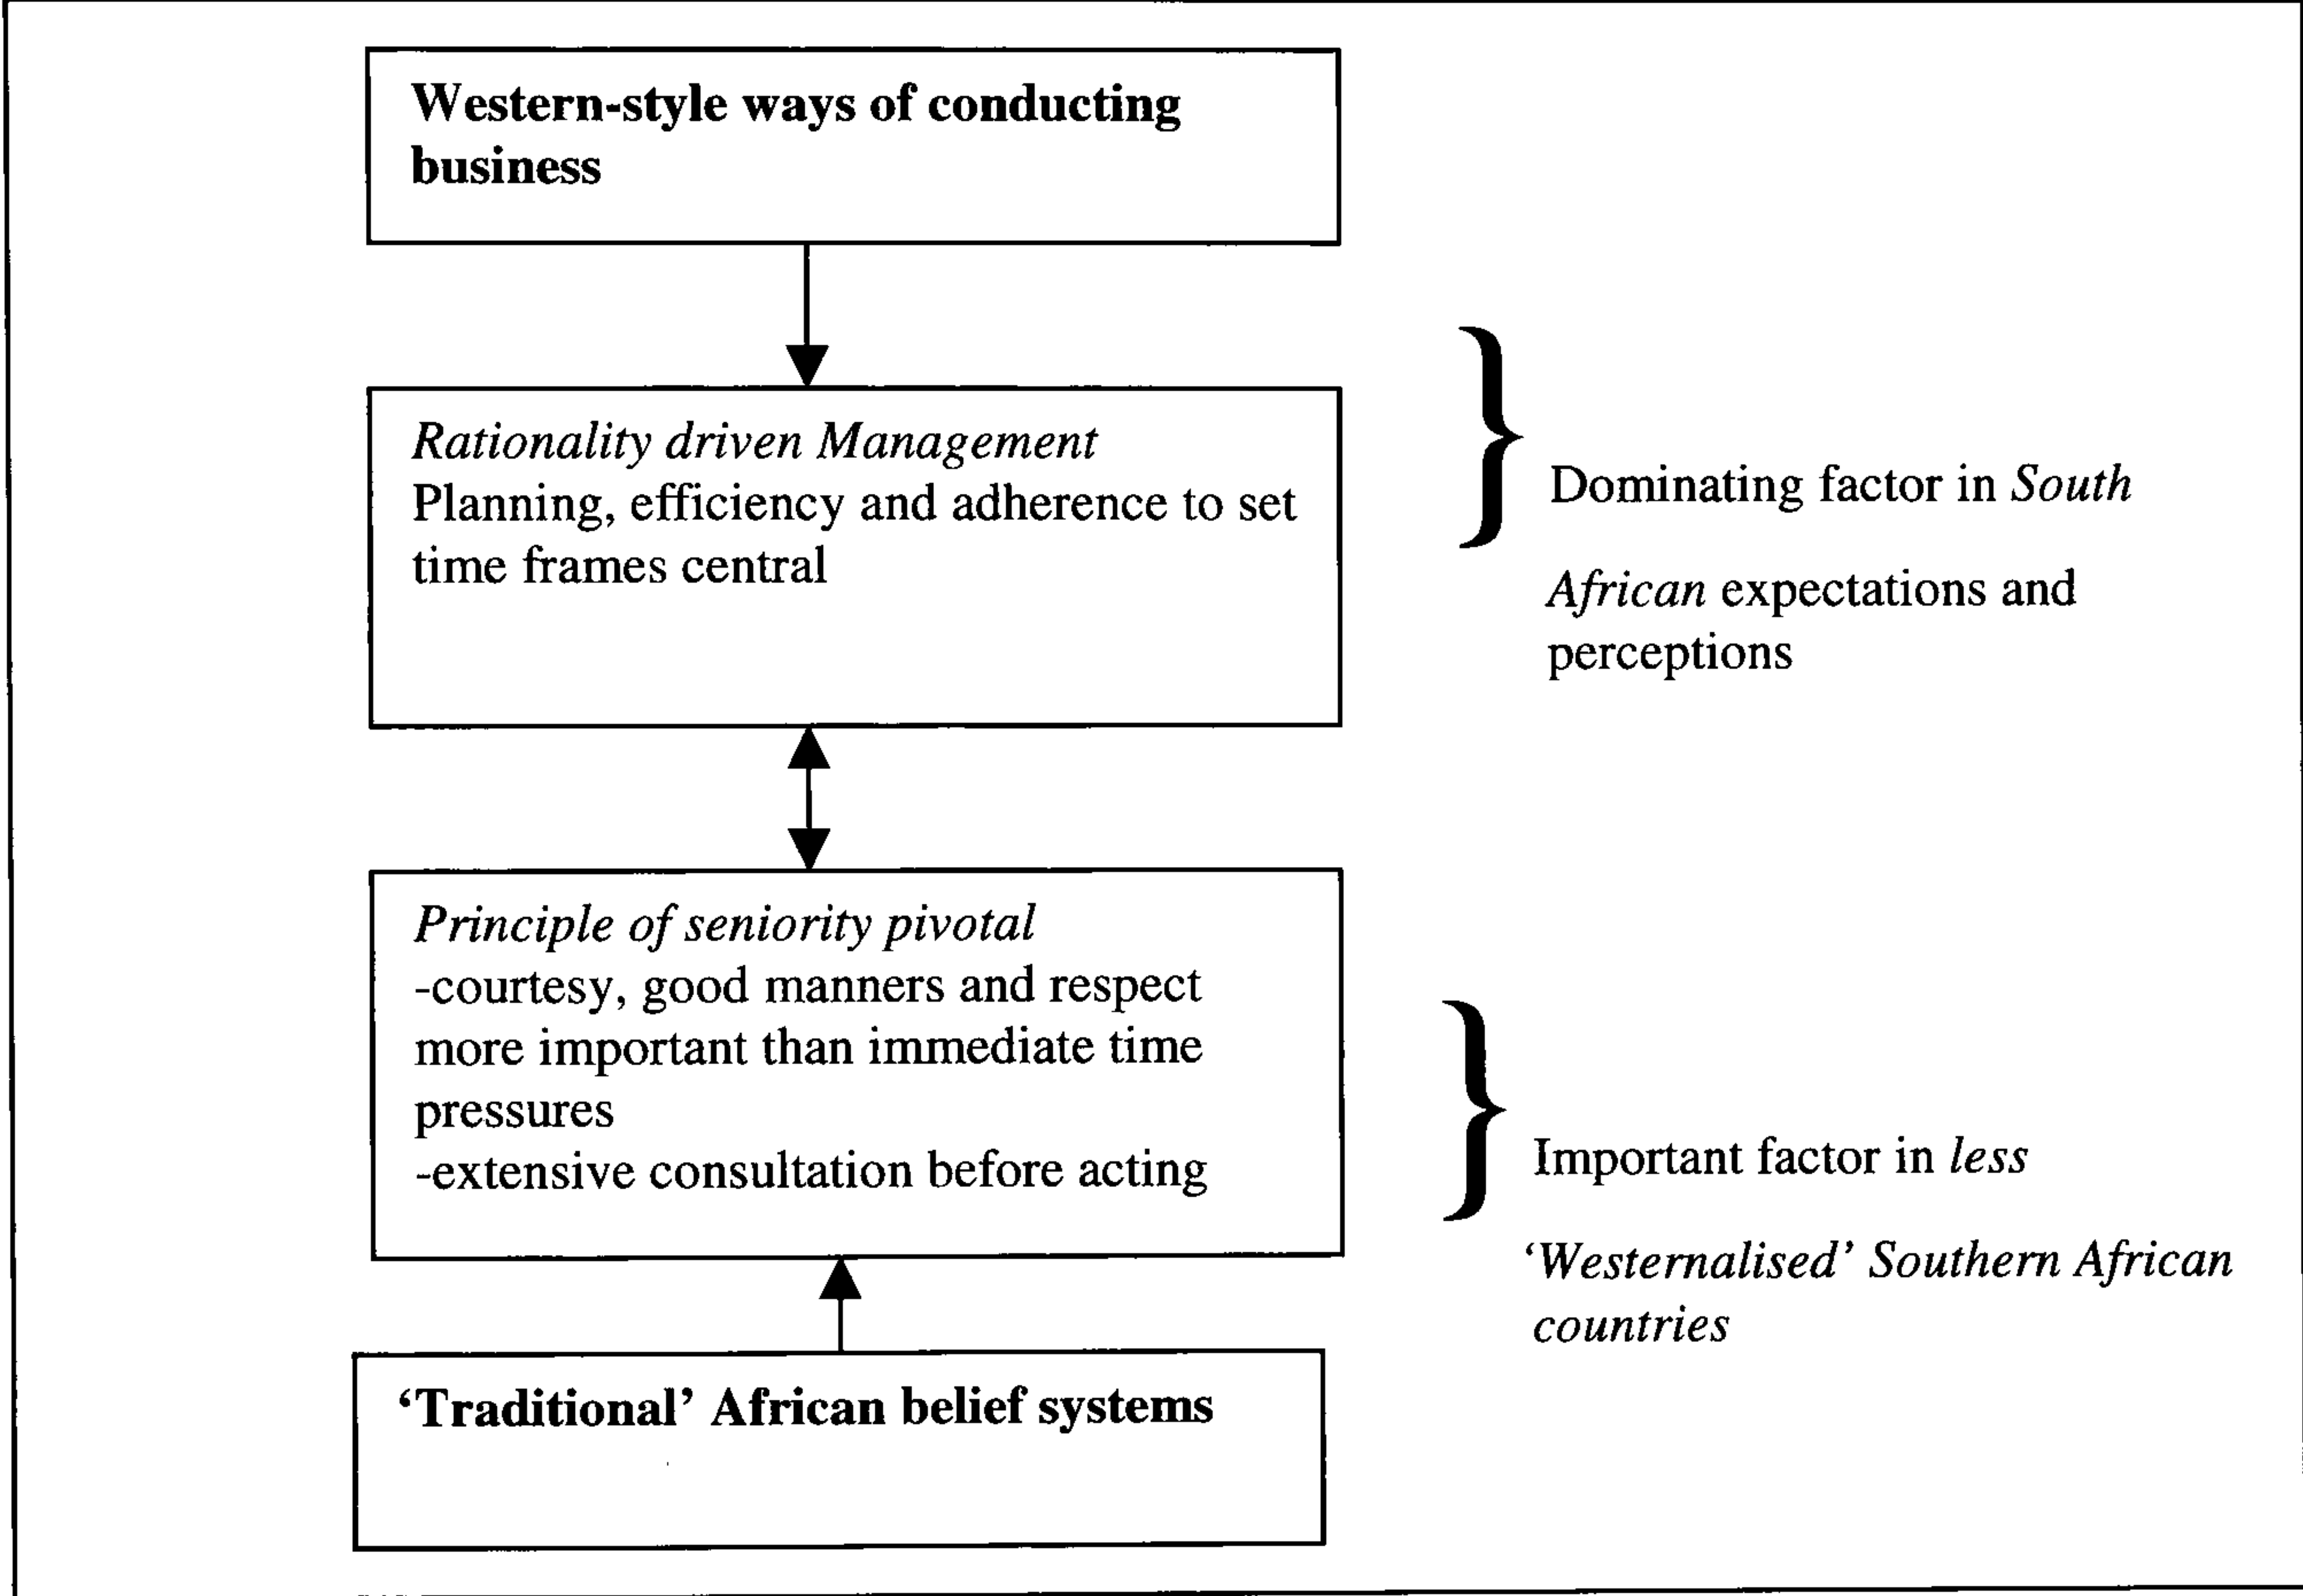 Western-style ways of conducting
business
Rationality driven Management
Planning, efficiency and adherence to set
time frames central
Dominating factor in South
African expectations and
perceptions
Principle of seniority pivotal
-courtesy, good manners and respect
more important than immediate time
pressures
-extensive consultation before acting
Important factor in less
‘Westernalised’ Southern African
countries
‘Traditional’ African belief systems